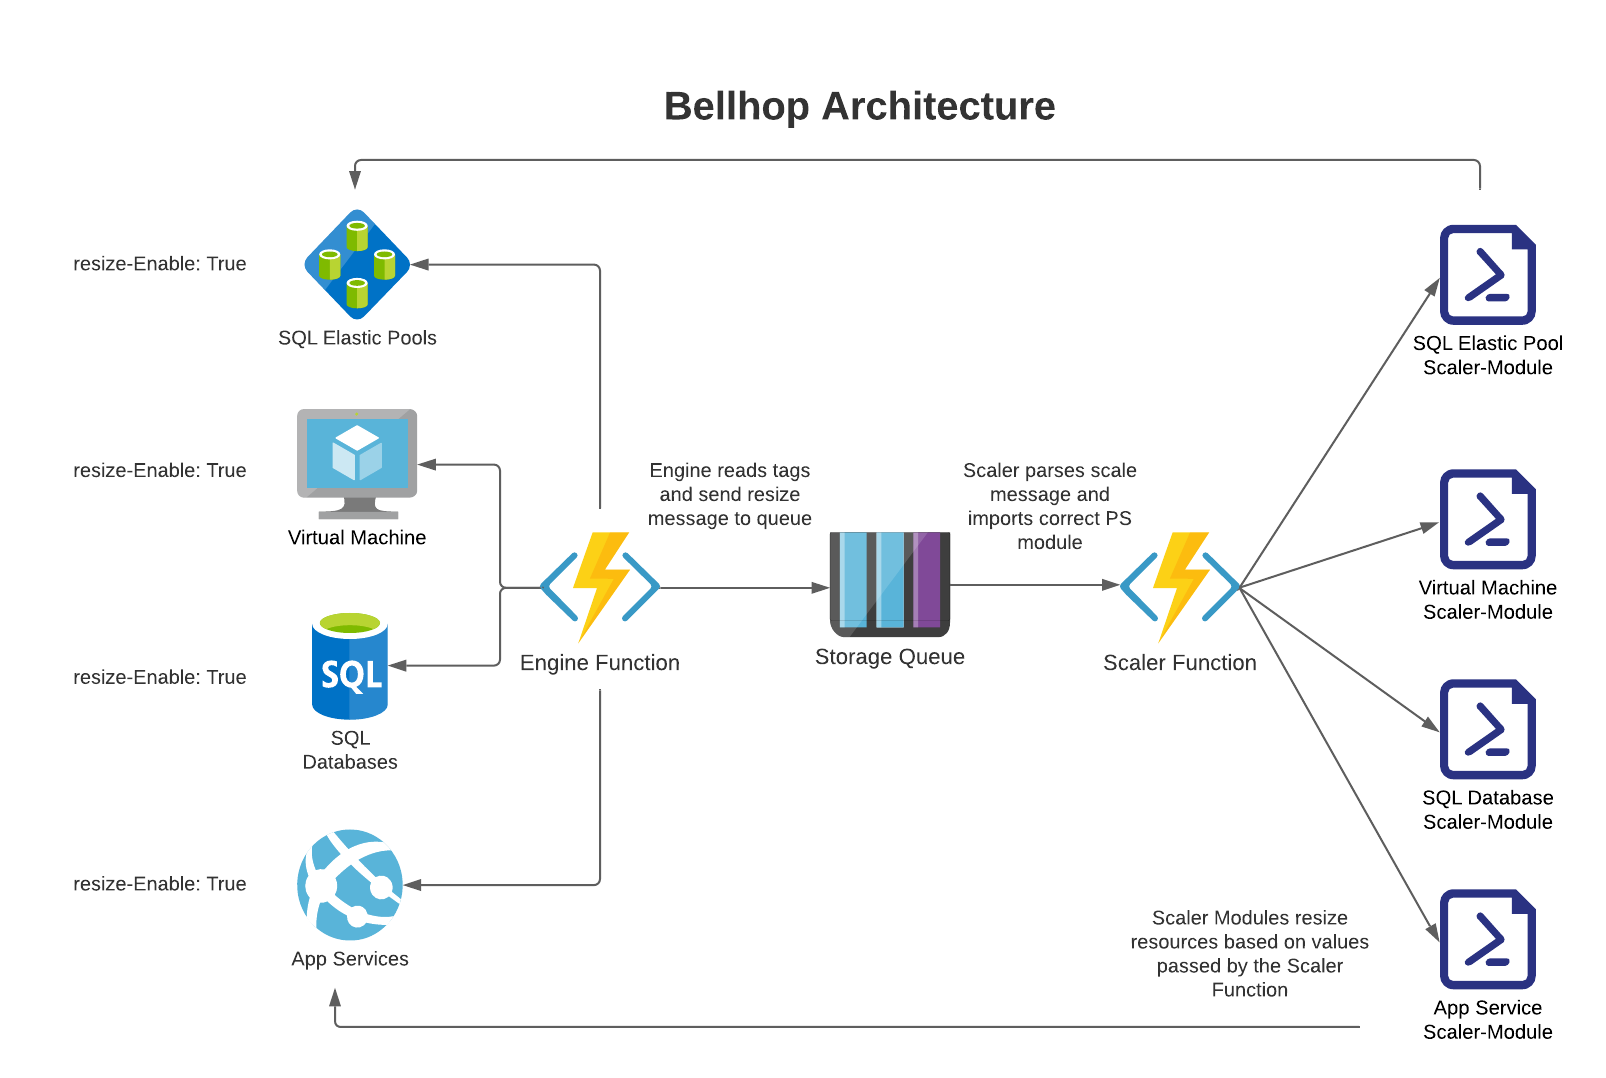 Bellhop Architecture
resize-Enable: True
SQL Elastic Pools
resize-Enable: True
Virtual Machine
resize-Enable: True
SQL
SQL
Databases
resize-Enable: True
App Services
Engine reads tags
and send resize
message to queue
Engine Function
Storage Queue
Scaler parses scale
message and
imports correct PS
module
Scaler Function
SQL Elastic Pool
Scaler-Module
Virtual Machine
Scaler-Module
SQL Database
Scaler-Module
Scaler Modules resize
resources based on values
passed by the Scaler
Function
App Service
Scaler-Module